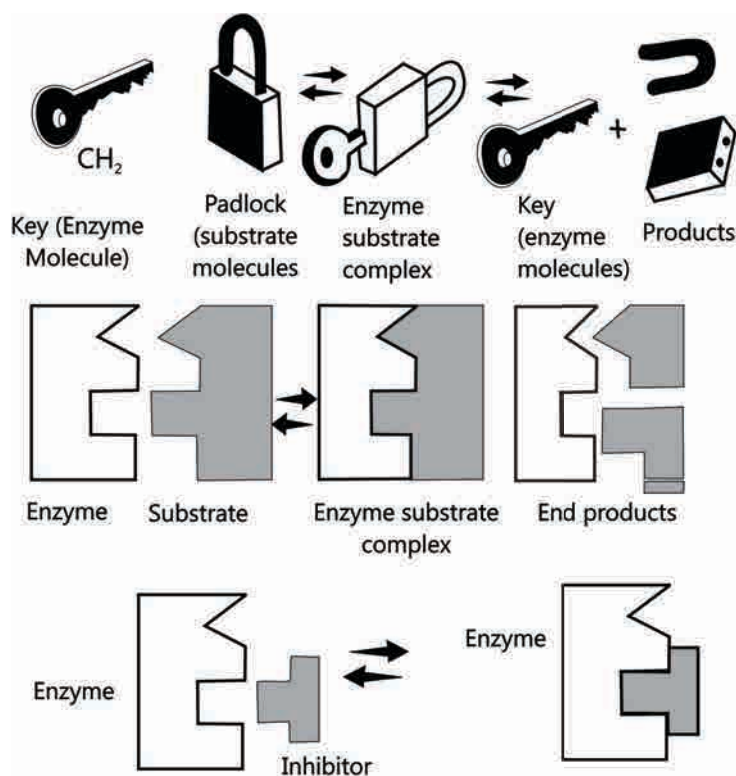 CH₂
+
Key (Enzyme
Molecule)
Padlock
(substrate
molecules
Enzyme
substrate
complex
Key
(enzyme
molecules)
Products
Enzyme
Substrate
Enzyme substrate
complex
End products
Enzyme
Inhibitor
Enzyme